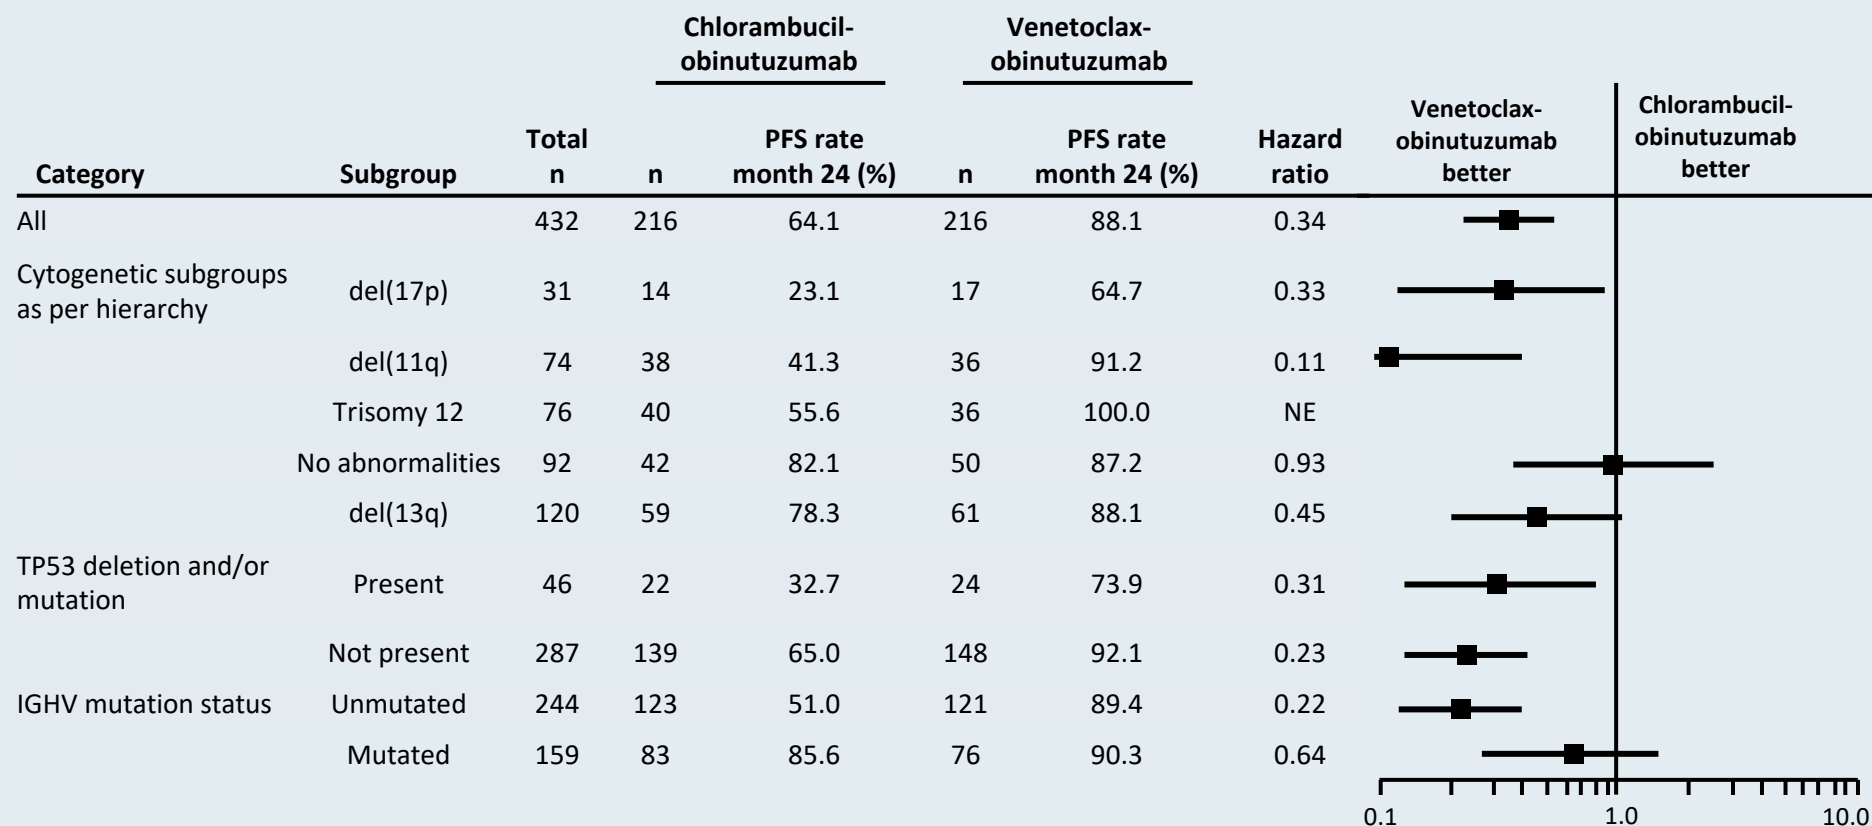 Chlorambucil-
obinutuzumab
Venetoclax-
obinutuzumab
Category Subgroup Total n n PFS rate month 24 (%) n PFS rate month 24 (%) Hazard ratio
Venetoclax-
obinutuzumab
better
Chlorambucil-
obinutuzumab
better
All 432 216 64.1 216 88.1 0.34
Cytogenetic subgroups
as per hierarchy
del(17p) 31 14 23.1 17 64.7 0.33
del(11q) 74 38 41.3 36 91.2 0.11
Trisomy 12 76 40 55.6 36 100.0 NE
No abnormalities 92 42 82.1 50 87.2 0.93
del(13q) 120 59 78.3 61 88.1 0.45
TP53 deletion and/or
mutation
Present 46 22 32.7 24 73.9 0.31
Not present 287 139 65.0 148 92.1 0.23
IGHV mutation status Unmutated 244 123 51.0 121 89.4 0.22
Mutated 159 83 85.6 76 90.3 0.64
0.1 1.0 10.0